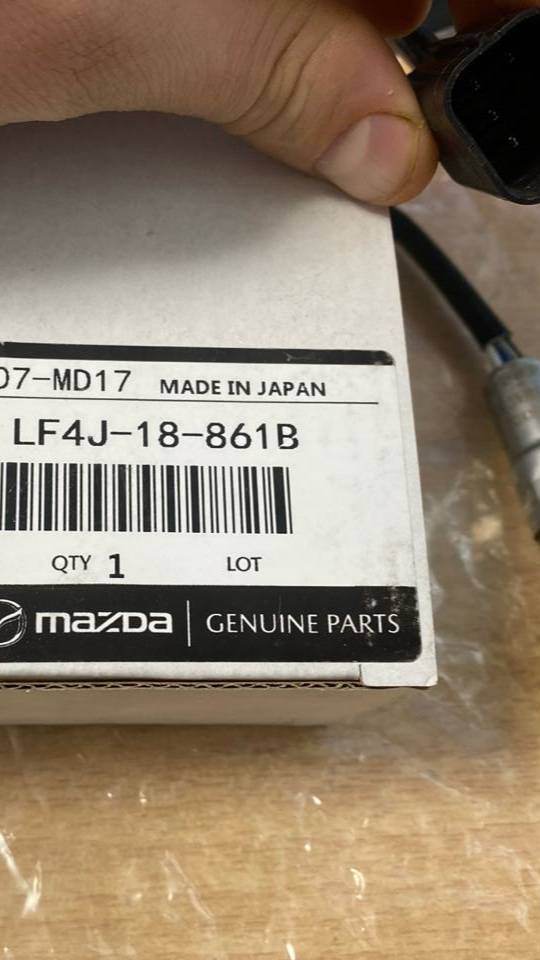 07-MD17 MADE IN JAPAN
LF4J-18-861B
QTY 1 LOT
mazda GENUINE PARTS